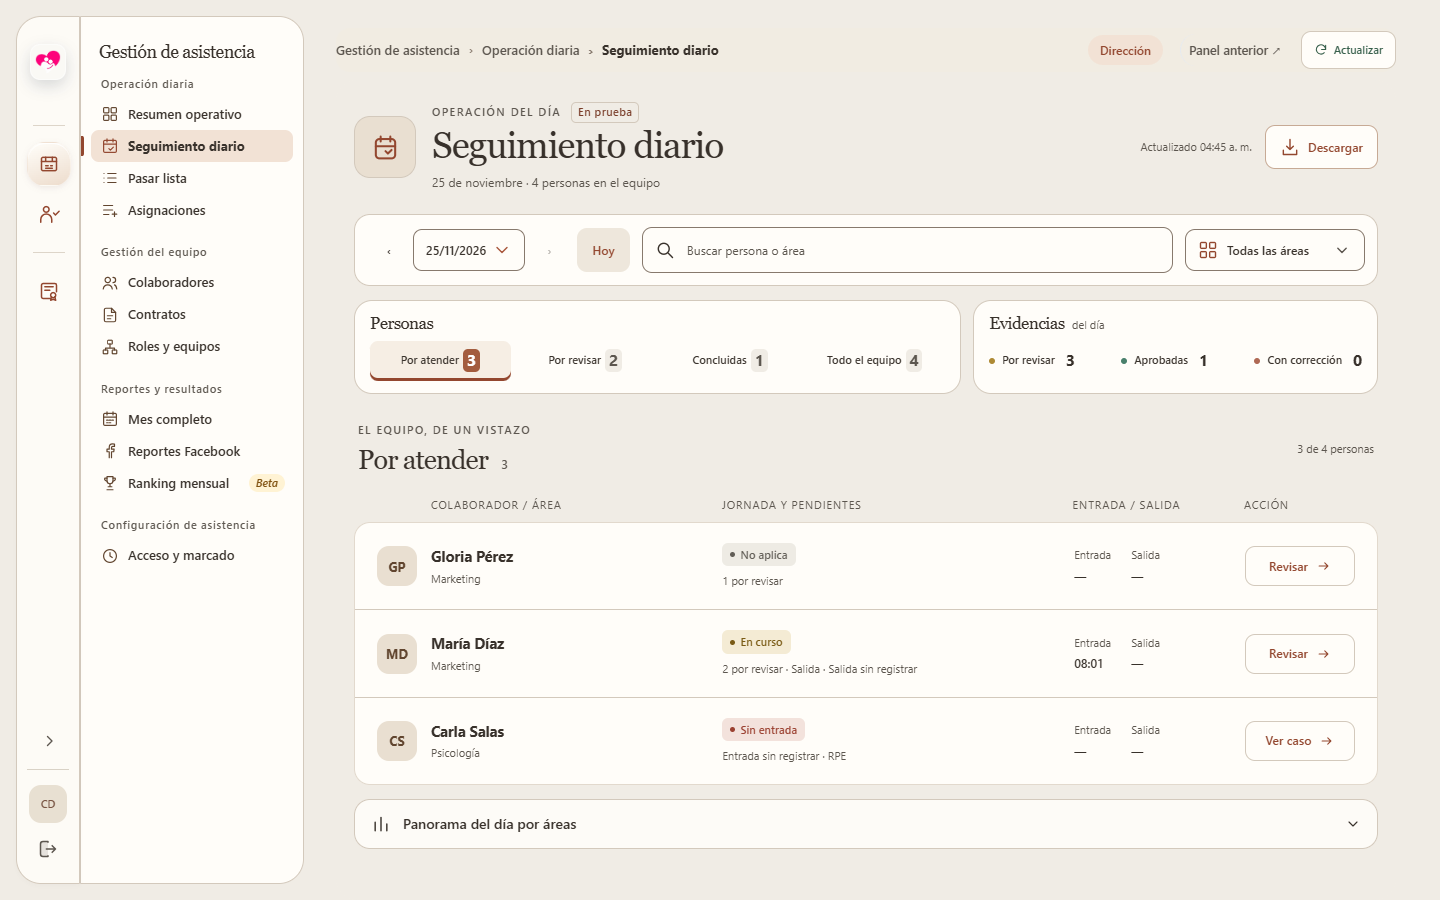 Gestión de asistencia
Operación diaria
Resumen operativo
Seguimiento diario
Pasar lista
Asignaciones
Gestión del equipo
Colaboradores
Contratos
Roles y equipos
Reportes y resultados
Mes completo
Reportes Facebook
Ranking mensual Beta
Configuración de asistencia
Acceso y marcado
CD
Gestión de asistencia › Operación diaria › Seguimiento diario
Dirección
Panel anterior ↗
Actualizar
OPERACIÓN DEL DÍA En prueba
Seguimiento diario
25 de noviembre · 4 personas en el equipo
Actualizado 04:45 a. m.
Descargar
‹ 25/11/2026 › Hoy
Buscar persona o área
Todas las áreas
Personas
Por atender 3
Por revisar 2
Concluidas 1
Todo el equipo 4
Evidencias del día
Por revisar 3
Aprobadas 1
Con corrección 0
EL EQUIPO, DE UN VISTAZO
Por atender 3
3 de 4 personas
COLABORADOR / ÁREA JORNADA Y PENDIENTES ENTRADA / SALIDA ACCIÓN
GP
Gloria Pérez
Marketing
No aplica
1 por revisar
Entrada Salida
— —
Revisar →
MD
María Díaz
Marketing
En curso
2 por revisar · Salida · Salida sin registrar
Entrada Salida
08:01 —
Revisar →
CS
Carla Salas
Psicología
Sin entrada
Entrada sin registrar · RPE
Entrada Salida
— —
Ver caso →
Panorama del día por áreas